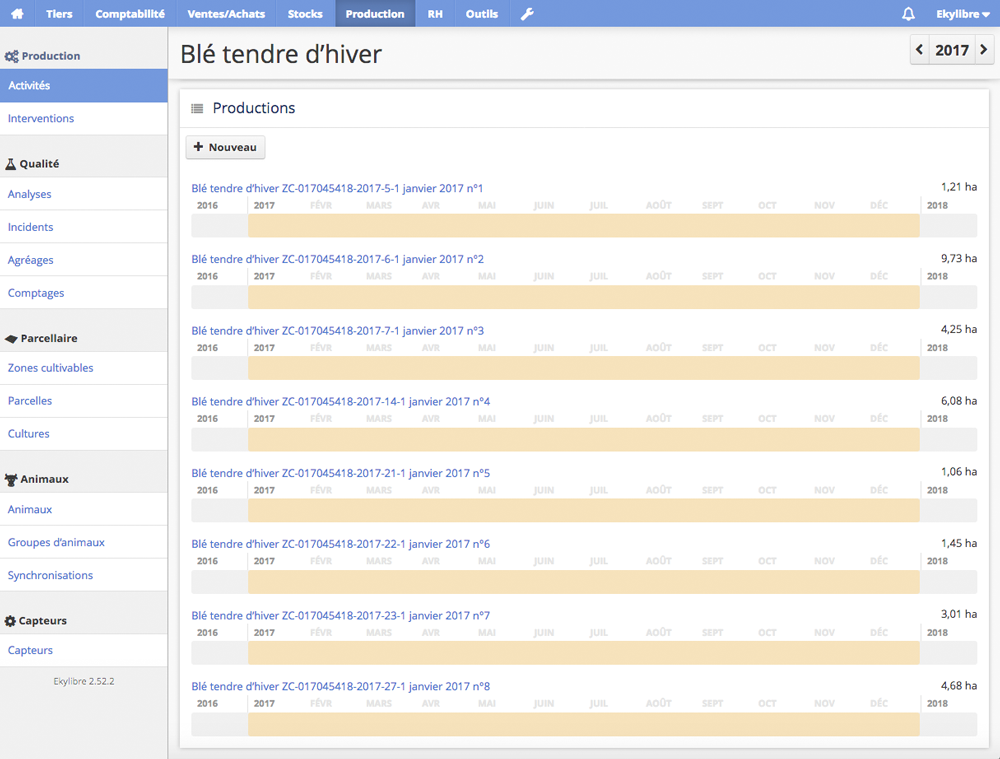 Tiers Comptabilité Ventes/Achats Stocks Production RH Outils Ekylibre
Production
Activités
Interventions
Qualité
Analyses
Incidents
Agréages
Comptages
Parcellaire
Zones cultivables
Parcelles
Cultures
Animaux
Animaux
Groupes d’animaux
Synchronisations
Capteurs
Capteurs
Ekylibre 2.52.2
Blé tendre d’hiver
2017
Productions
Nouveau
Blé tendre d’hiver ZC-017045418-2017-5-1 janvier 2017 n°1 1,21 ha
2016 2017 FÉVR MARS AVR MAI JUIN JUIL AOÛT SEPT OCT NOV DÉC 2018
Blé tendre d’hiver ZC-017045418-2017-6-1 janvier 2017 n°2 9,73 ha
2016 2017 FÉVR MARS AVR MAI JUIN JUIL AOÛT SEPT OCT NOV DÉC 2018
Blé tendre d’hiver ZC-017045418-2017-7-1 janvier 2017 n°3 4,25 ha
2016 2017 FÉVR MARS AVR MAI JUIN JUIL AOÛT SEPT OCT NOV DÉC 2018
Blé tendre d’hiver ZC-017045418-2017-14-1 janvier 2017 n°4 6,08 ha
2016 2017 FÉVR MARS AVR MAI JUIN JUIL AOÛT SEPT OCT NOV DÉC 2018
Blé tendre d’hiver ZC-017045418-2017-21-1 janvier 2017 n°5 1,06 ha
2016 2017 FÉVR MARS AVR MAI JUIN JUIL AOÛT SEPT OCT NOV DÉC 2018
Blé tendre d’hiver ZC-017045418-2017-22-1 janvier 2017 n°6 1,45 ha
2016 2017 FÉVR MARS AVR MAI JUIN JUIL AOÛT SEPT OCT NOV DÉC 2018
Blé tendre d’hiver ZC-017045418-2017-23-1 janvier 2017 n°7 3,01 ha
2016 2017 FÉVR MARS AVR MAI JUIN JUIL AOÛT SEPT OCT NOV DÉC 2018
Blé tendre d’hiver ZC-017045418-2017-27-1 janvier 2017 n°8 4,68 ha
2016 2017 FÉVR MARS AVR MAI JUIN JUIL AOÛT SEPT OCT NOV DÉC 2018